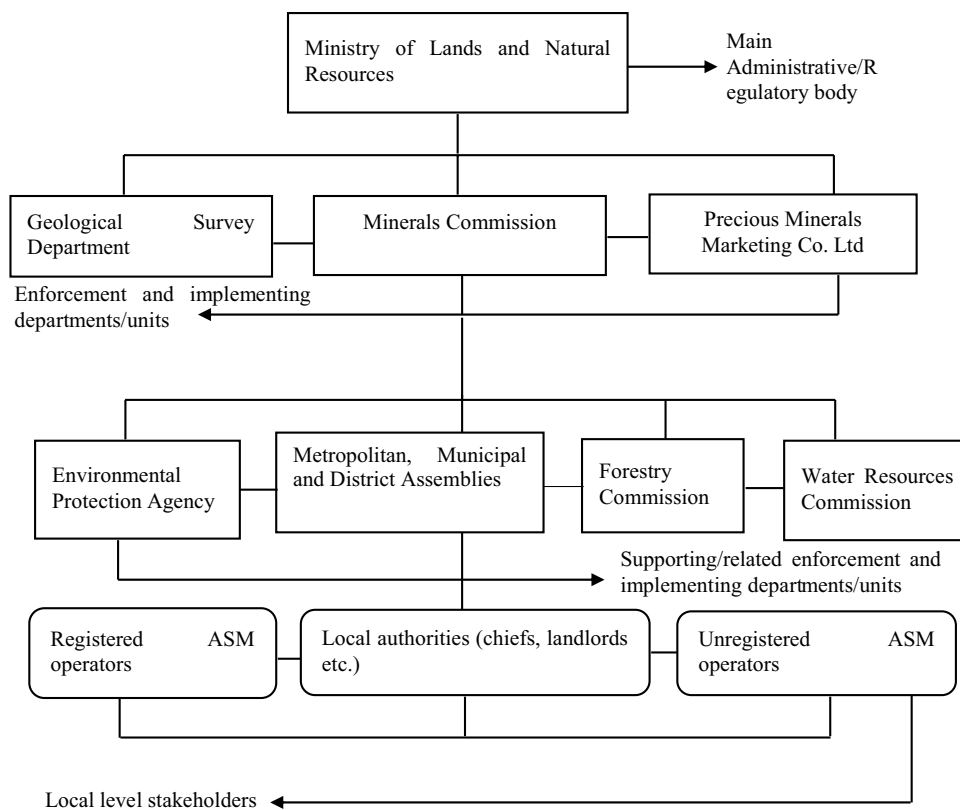 Ministry of Lands and Natural
Resources
Main
Administrative/R
egulatory body
Geological Survey
Department
Minerals Commission
Precious Minerals
Marketing Co. Ltd
Enforcement and implementing
departments/units
Environmental
Protection Agency
Metropolitan, Municipal
and District Assemblies
Forestry
Commission
Water Resources
Commission
Supporting/related enforcement and
implementing departments/units
Registered ASM
operators
Local authorities (chiefs, landlords
etc.)
Unregistered ASM
operators
Local level stakeholders